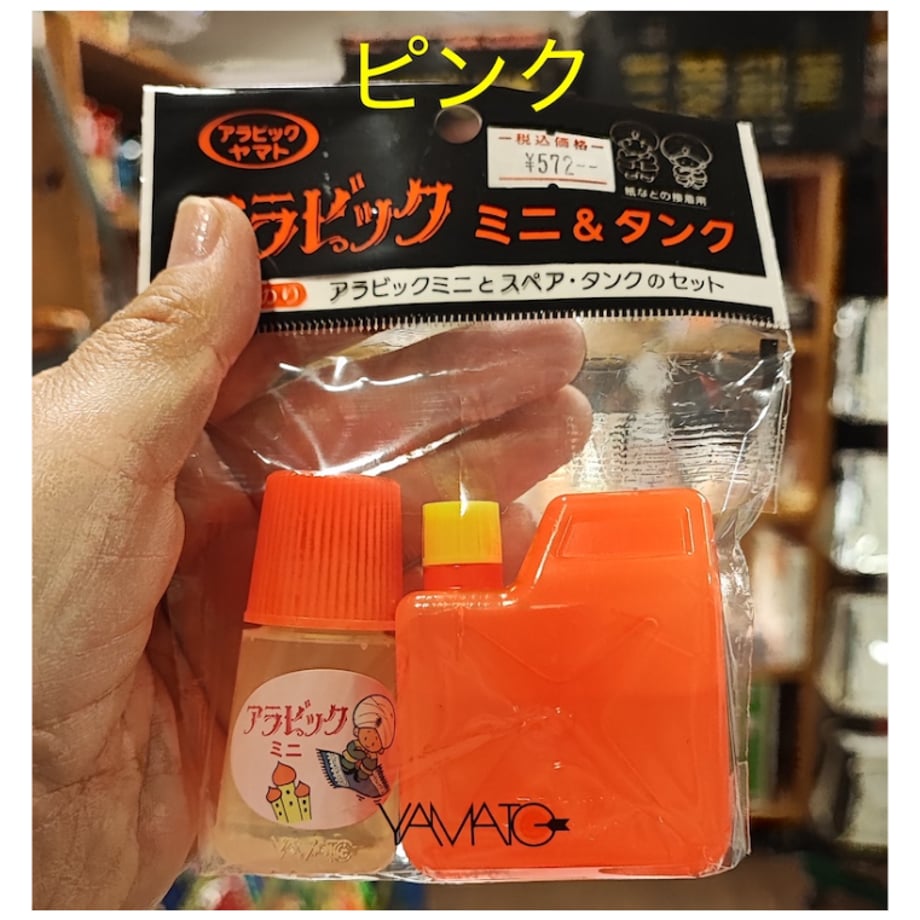 ピンク
アラビック
ヤマト
税込価格
¥572--
紙などの接着剤
アラビック ミニ&タンク
アラビックミニとスペア・タンクのセット
アラビック
ミニ
YAMATO
YAMATO